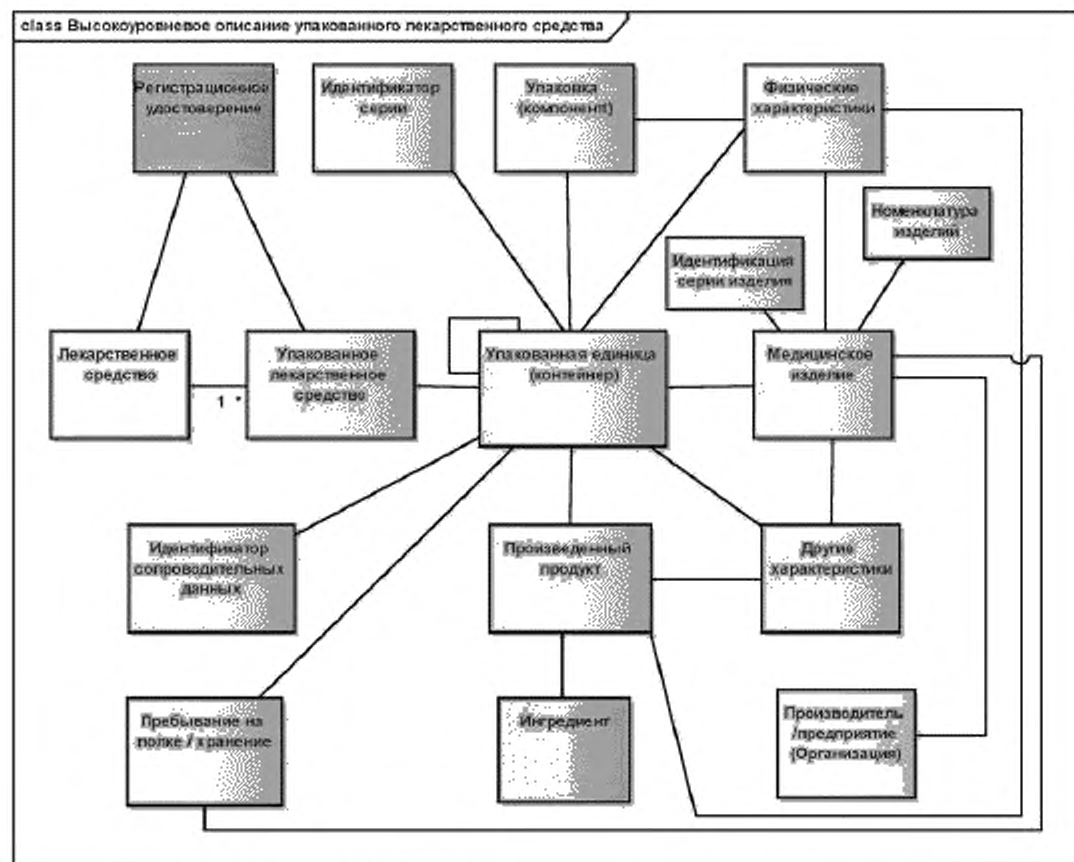 class Высокоуровневое описание упакованного лекарственного средства
Регистрационное
удостоверение
Идентификатор
серии
Упаковка
(компонент)
Физические
характеристики
Номенклатура
изделий
Идентификация
серии изделия
Лекарственное
средство
1 *
Упакованное
лекарственное
средство
Упакованная единица
(контейнер)
Медицинское
изделие
Идентификатор
сопроводительных
данных
Произведенный
продукт
Другие
характеристики
Пребывание на
полке / хранение
Ингредиент
Производитель
/предприятие
(Организация)